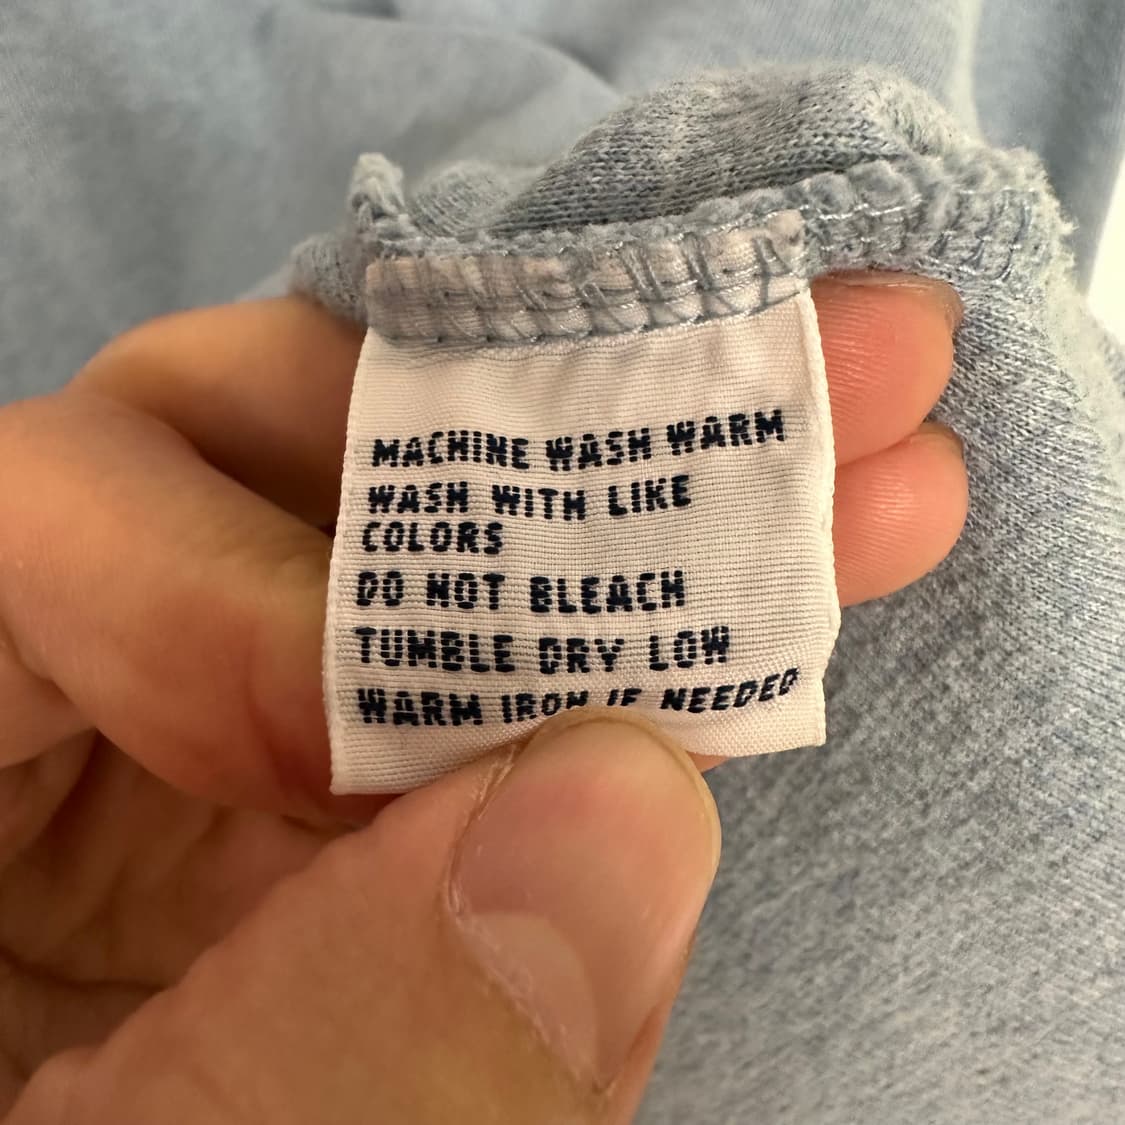 MACHINE WASH WARM
WASH WITH LIKE
COLORS
DO NOT BLEACH
TUMBLE DRY LOW
WARM IRON IF NEEDED